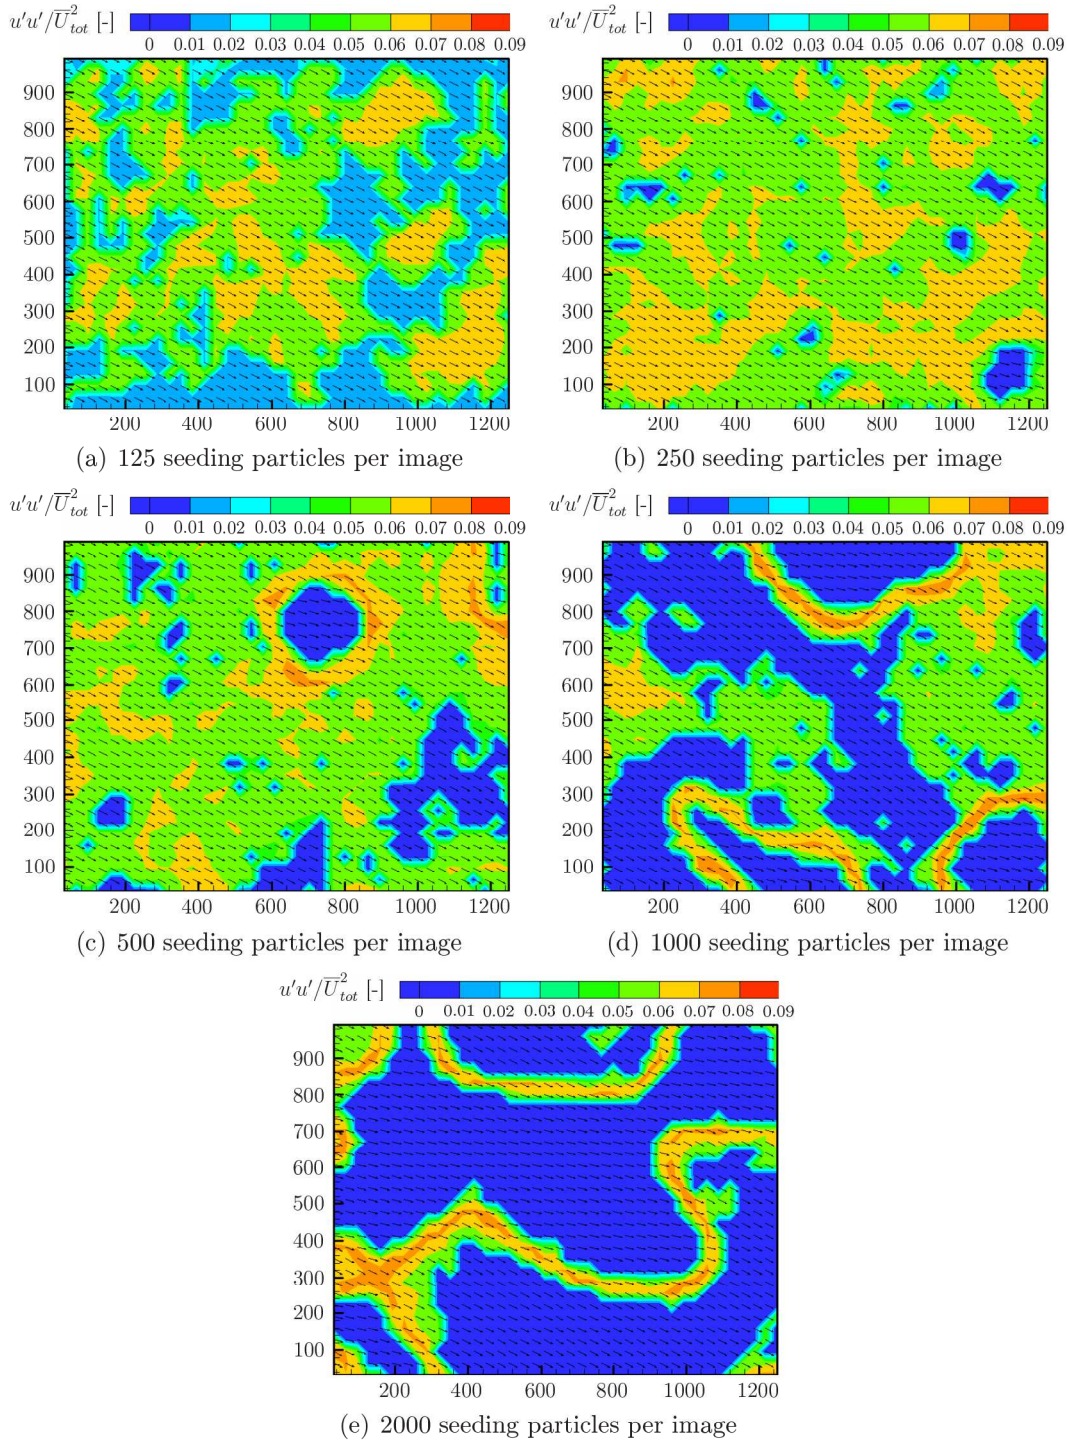 u'u'/U̅²tot [-] u'u'/U̅²tot [-]
0 0.01 0.02 0.03 0.04 0.05 0.06 0.07 0.08 0.09 0 0.01 0.02 0.03 0.04 0.05 0.06 0.07 0.08 0.09
900 900
800 800
700 700
600 600
500 500
400 400
300 300
200 200
100 100
200 400 600 800 1000 1200 200 400 600 800 1000 1200
(a) 125 seeding particles per image (b) 250 seeding particles per image
u'u'/U̅²tot [-] u'u'/U̅²tot [-]
0 0.01 0.02 0.03 0.04 0.05 0.06 0.07 0.08 0.09 0 0.01 0.02 0.03 0.04 0.05 0.06 0.07 0.08 0.09
900 900
800 800
700 700
600 600
500 500
400 400
300 300
200 200
100 100
200 400 600 800 1000 1200 200 400 600 800 1000 1200
(c) 500 seeding particles per image (d) 1000 seeding particles per image
u'u'/U̅²tot [-]
0 0.01 0.02 0.03 0.04 0.05 0.06 0.07 0.08 0.09
900
800
700
600
500
400
300
200
100
200 400 600 800 1000 1200
(e) 2000 seeding particles per image